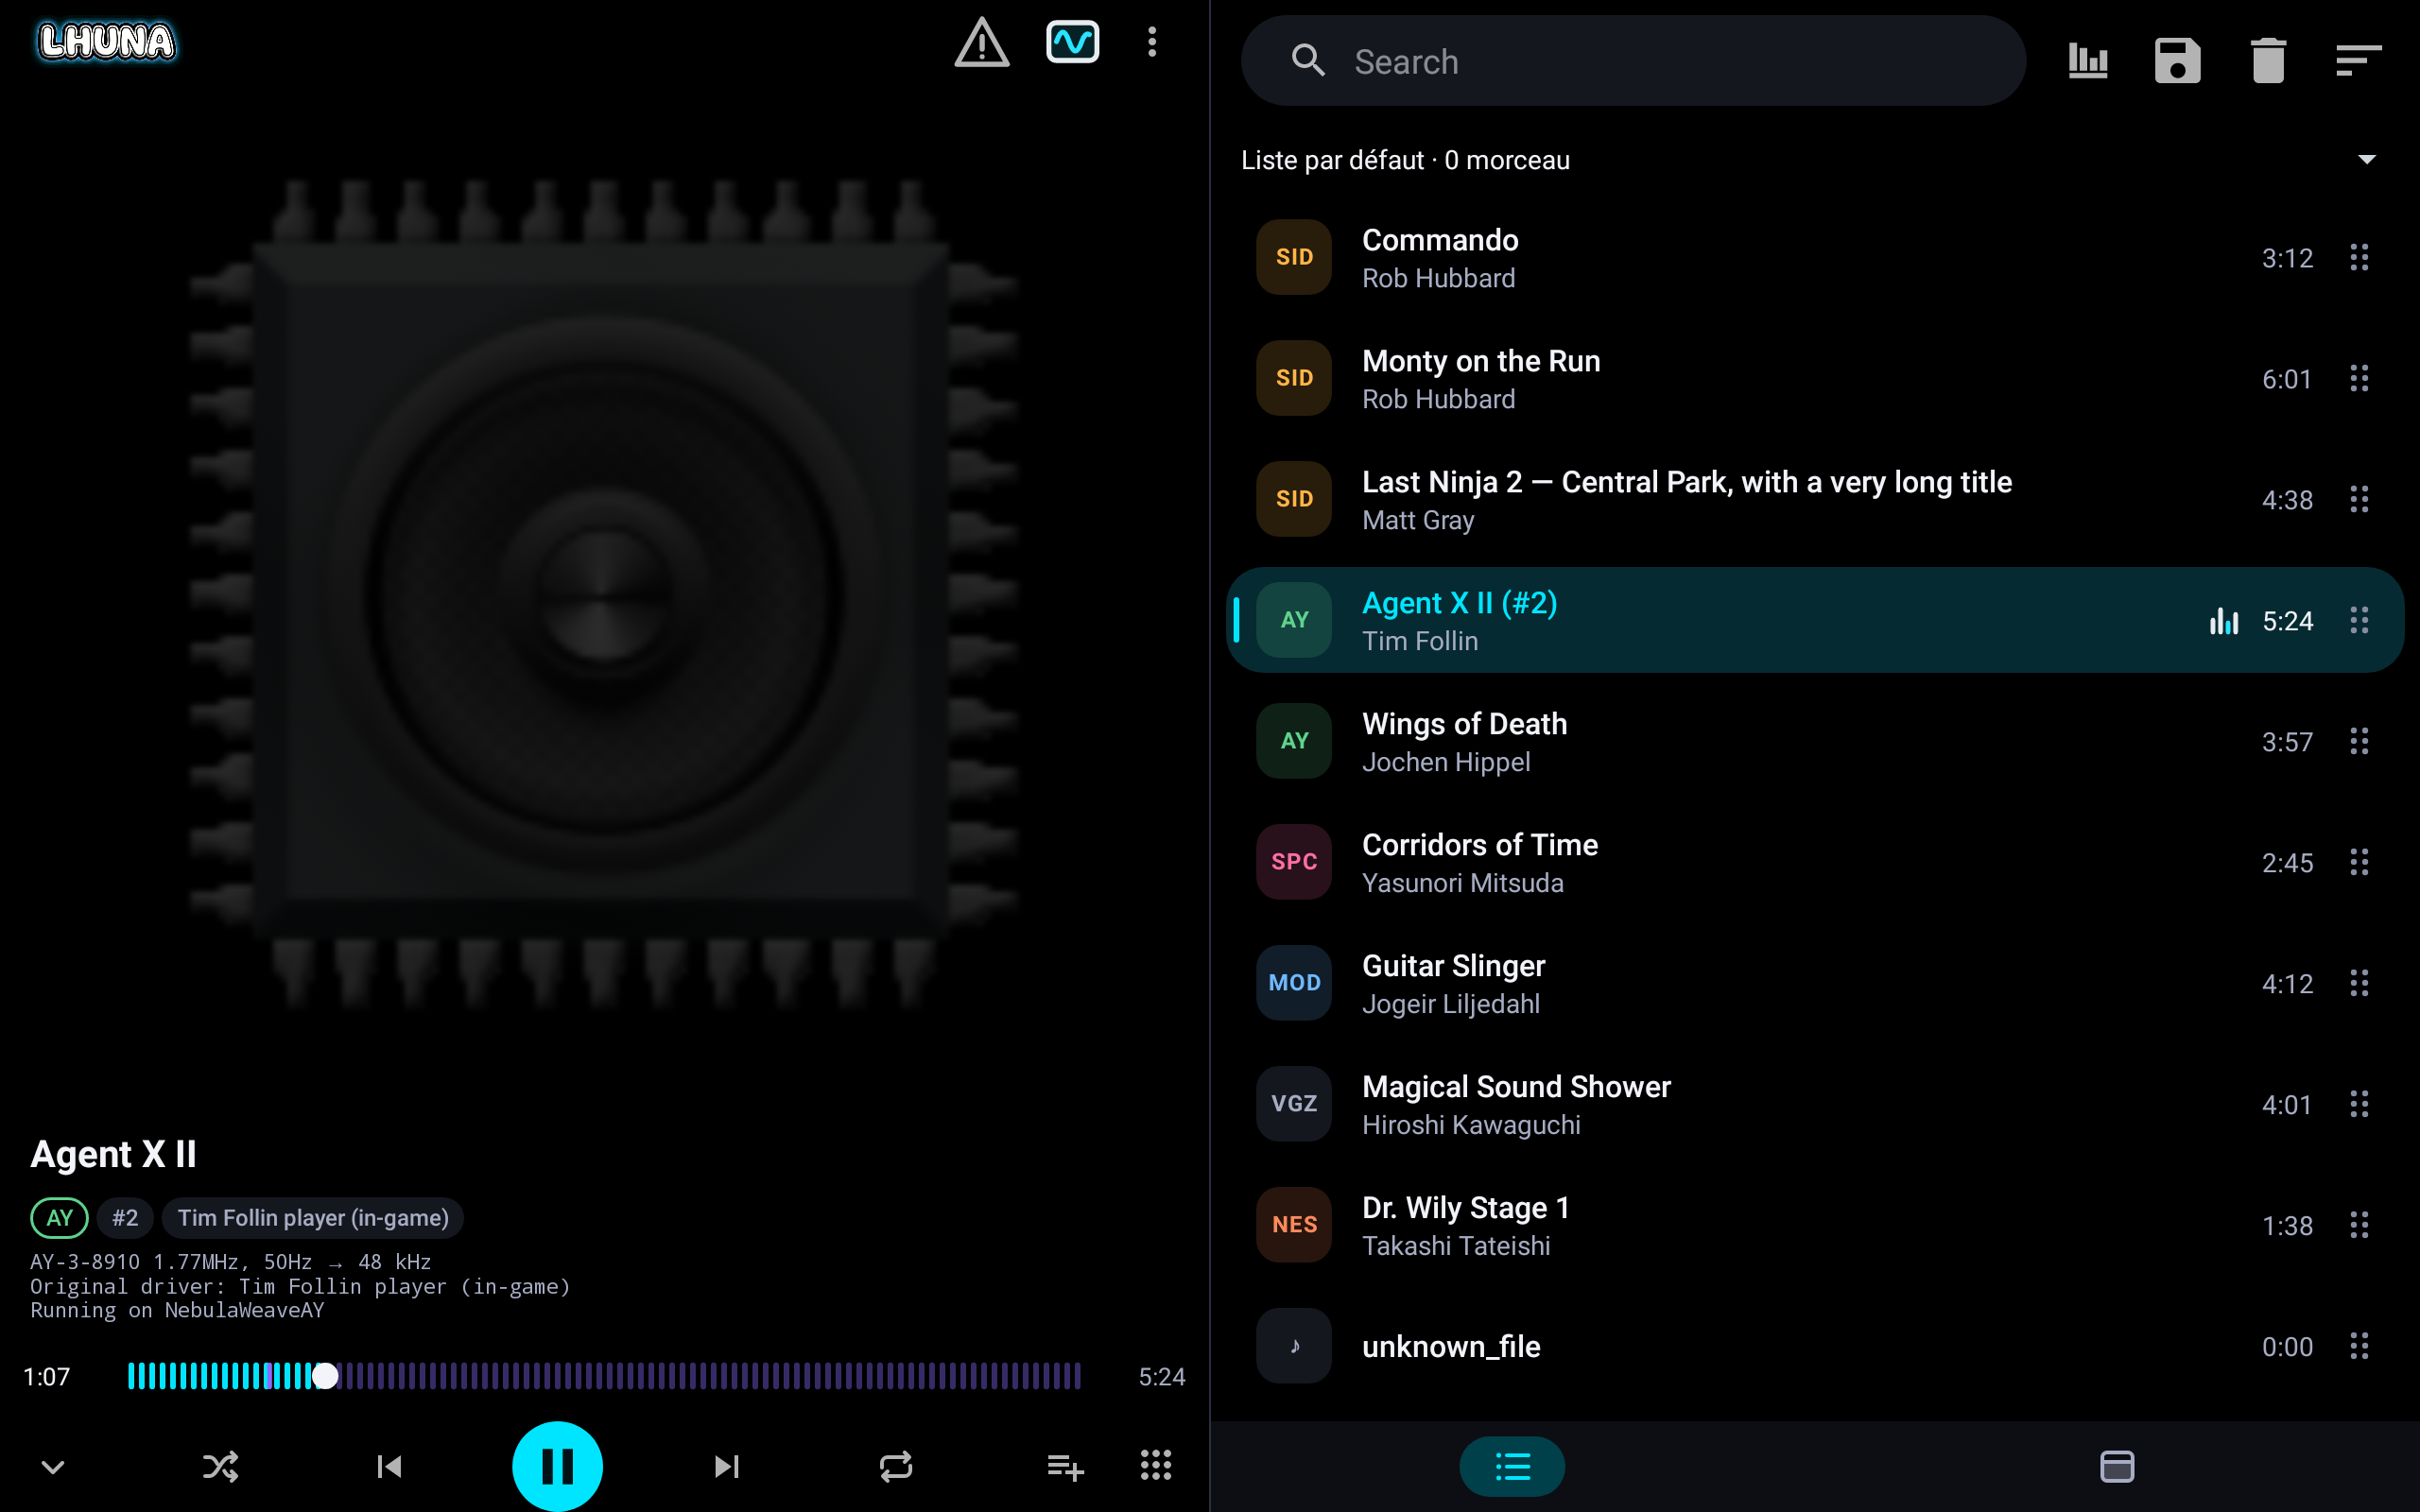 LHUNA
Agent X II
AY #2 Tim Follin player (in-game)
AY-3-8910 1.77MHz, 50Hz → 48 kHz
Original driver: Tim Follin player (in-game)
Running on NebulaWeaveAY
1:07 5:24
Search
Liste par défaut · 0 morceau
SID Commando 3:12
Rob Hubbard
SID Monty on the Run 6:01
Rob Hubbard
SID Last Ninja 2 — Central Park, with a very long title 4:38
Matt Gray
AY Agent X II (#2) 5:24
Tim Follin
AY Wings of Death 3:57
Jochen Hippel
SPC Corridors of Time 2:45
Yasunori Mitsuda
MOD Guitar Slinger 4:12
Jogeir Liljedahl
VGZ Magical Sound Shower 4:01
Hiroshi Kawaguchi
NES Dr. Wily Stage 1 1:38
Takashi Tateishi
♪ unknown_file 0:00